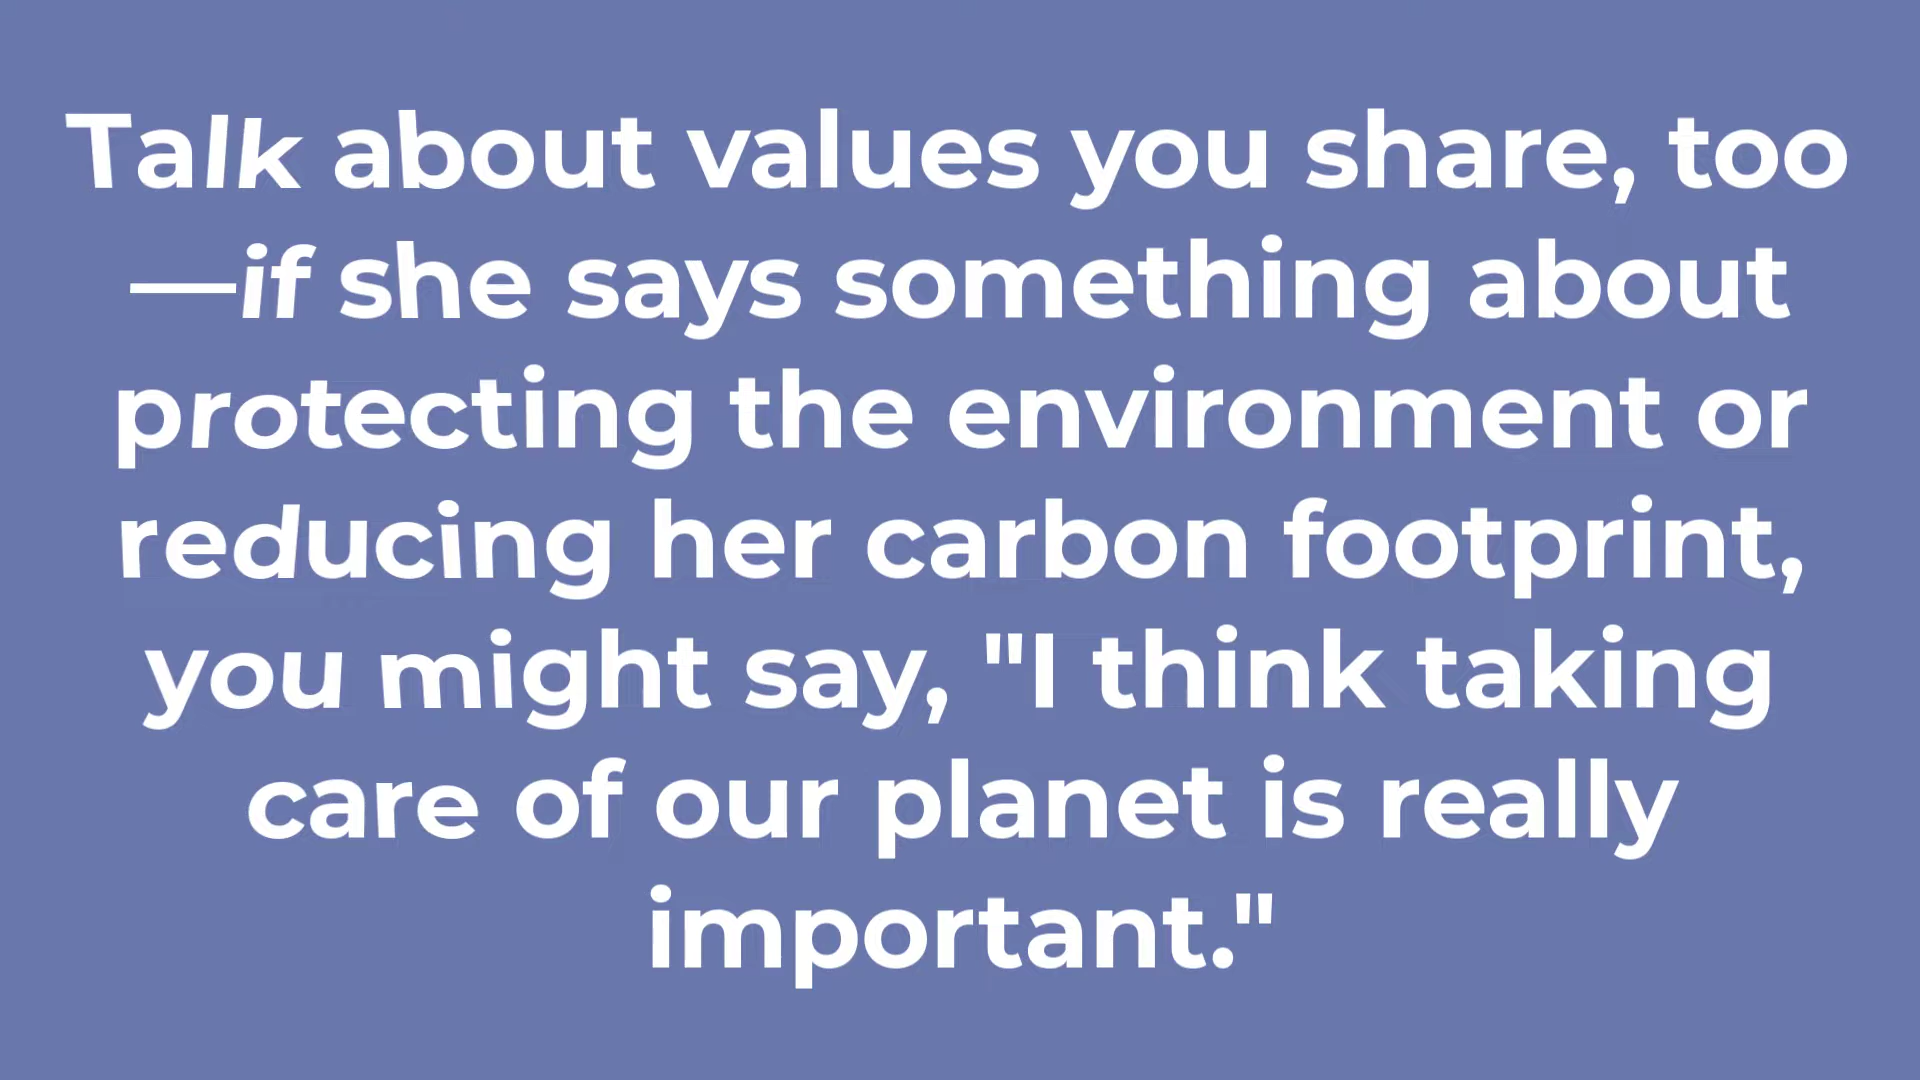 Talk about values you share, too
—if she says something about
protecting the environment or
reducing her carbon footprint,
you might say, "I think taking
care of our planet is really
important."